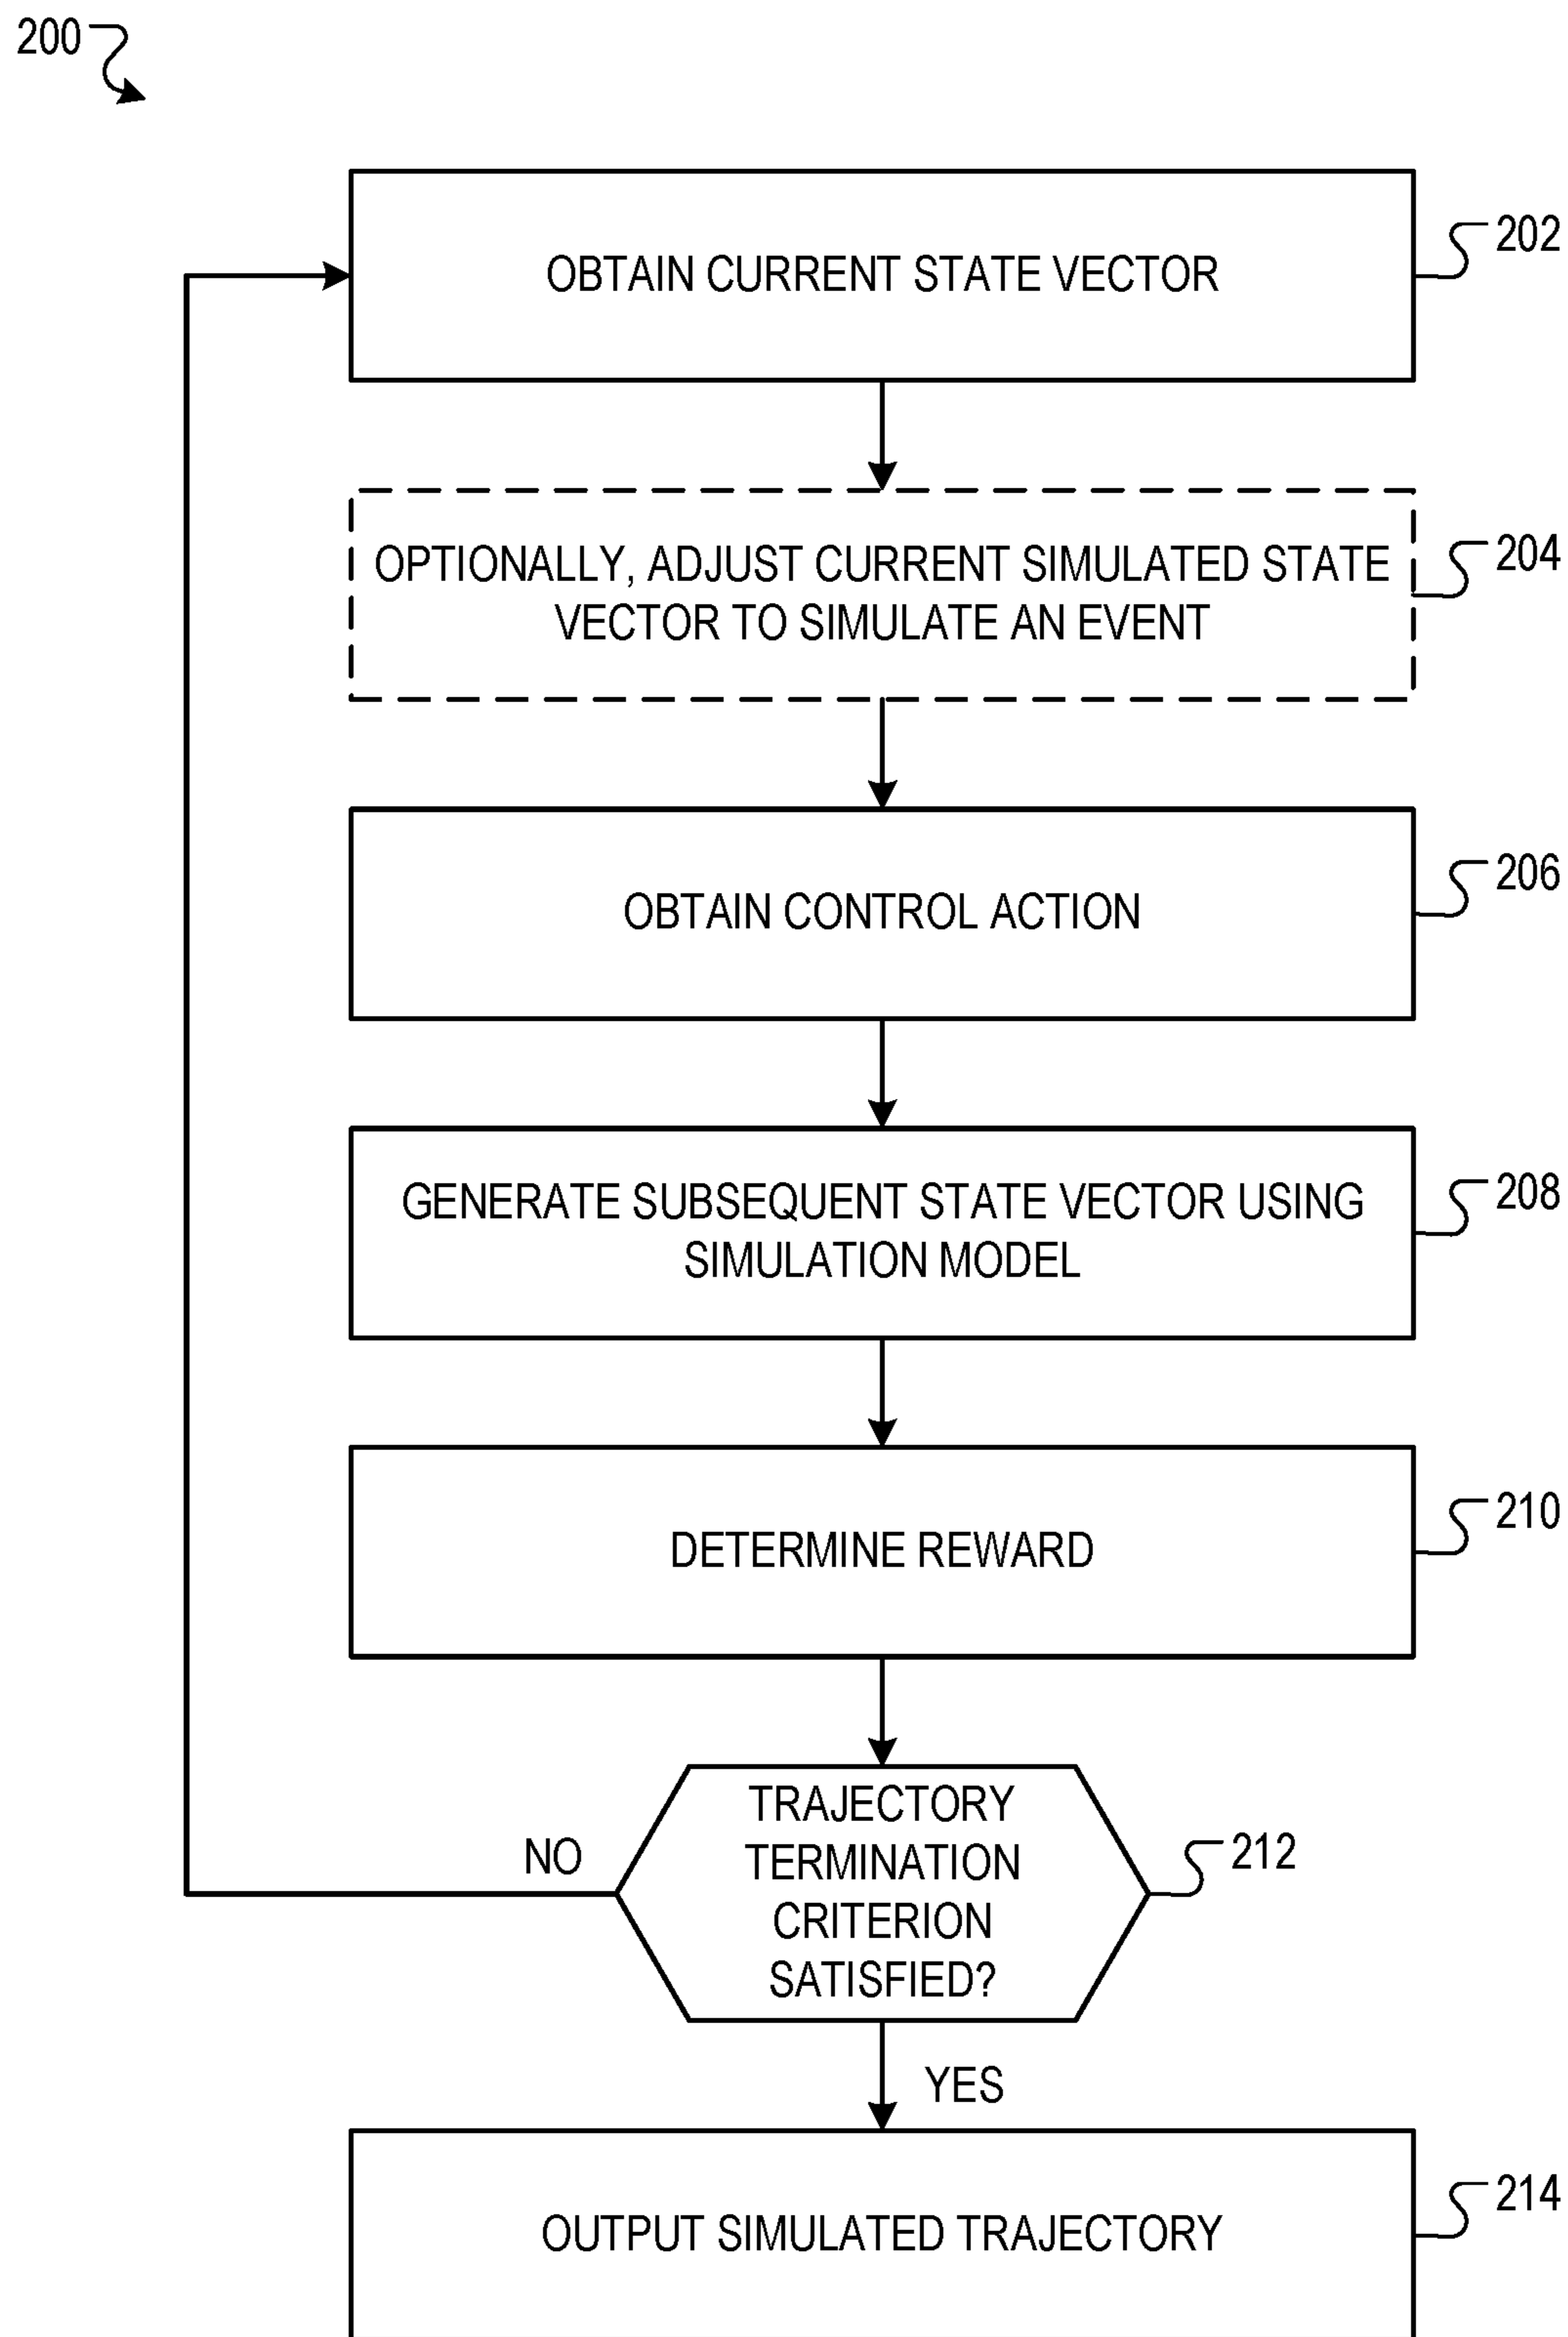 200
OBTAIN CURRENT STATE VECTOR
202
OPTIONALLY, ADJUST CURRENT SIMULATED STATE
VECTOR TO SIMULATE AN EVENT
204
OBTAIN CONTROL ACTION
206
GENERATE SUBSEQUENT STATE VECTOR USING
SIMULATION MODEL
208
DETERMINE REWARD
210
TRAJECTORY
TERMINATION
CRITERION
SATISFIED?
212
NO
YES
OUTPUT SIMULATED TRAJECTORY
214